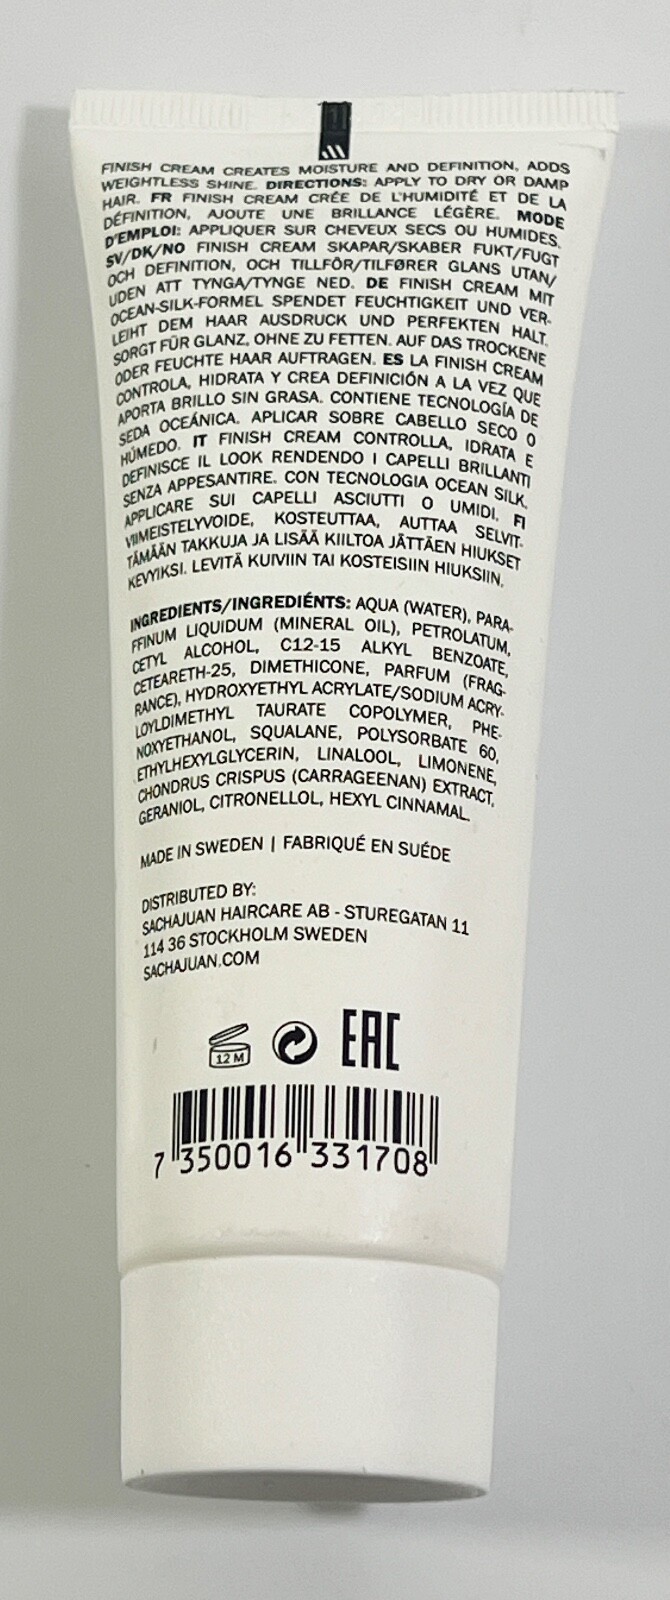 FINISH CREAM CREATES MOISTURE AND DEFINITION, ADDS
WEIGHTLESS SHINE. DIRECTIONS: APPLY TO DRY OR DAMP
HAIR. FR FINISH CREAM CRÉE DE L'HUMIDITÉ ET DE LA
DÉFINITION, AJOUTE UNE BRILLANCE LÉGÈRE. MODE
D'EMPLOI: APPLIQUER SUR CHEVEUX SECS OU HUMIDES.
SV/DK/NO FINISH CREAM SKAPAR/SKABER FUKT/FUGT
OCH DEFINITION, OCH TILLFÖR/TILFØRER GLANS UTAN/
UDEN ATT TYNGA/TYNGE NED. DE FINISH CREAM MIT
OCEAN-SILK-FORMEL SPENDET FEUCHTIGKEIT UND VER-
LEIHT DEM HAAR AUSDRUCK UND PERFEKTEN HALT.
SORGT FÜR GLANZ, OHNE ZU FETTEN. AUF DAS TROCKENE
ODER FEUCHTE HAAR AUFTRAGEN. ES LA FINISH CREAM
CONTROLA, HIDRATA Y CREA DEFINICIÓN A LA VEZ QUE
APORTA BRILLO SIN GRASA. CONTIENE TECNOLOGÍA DE
SEDA OCEÁNICA. APLICAR SOBRE CABELLO SECO O
HÚMEDO. IT FINISH CREAM CONTROLLA, IDRATA E
DEFINISCE IL LOOK RENDENDO I CAPELLI BRILLANTI
SENZA APPESANTIRE. CON TECNOLOGIA OCEAN SILK.
APPLICARE SUI CAPELLI ASCIUTTI O UMIDI. FI
VIIMEISTELYVOIDE, KOSTEUTTAA, AUTTAA SELVIT-
TÄMÄÄN TAKKUJA JA LISÄÄ KIILTOA JÄTTÄEN HIUKSET
KEVYIKSI. LEVITÄ KUIVIIN TAI KOSTEISIIN HIUKSIIN.
INGREDIENTS/INGREDIÉNTS: AQUA (WATER), PARA-
FFINUM LIQUIDUM (MINERAL OIL), PETROLATUM,
CETYL ALCOHOL, C12-15 ALKYL BENZOATE,
CETEARETH-25, DIMETHICONE, PARFUM (FRAG-
RANCE), HYDROXYETHYL ACRYLATE/SODIUM ACRY-
LOYLDIMETHYL TAURATE COPOLYMER, PHE-
NOXYETHANOL, SQUALANE, POLYSORBATE 60,
ETHYLHEXYLGLYCERIN, LINALOOL, LIMONENE,
CHONDRUS CRISPUS (CARRAGEENAN) EXTRACT,
GERANIOL, CITRONELLOL, HEXYL CINNAMAL.
MADE IN SWEDEN | FABRIQUÉ EN SUÉDE
DISTRIBUTED BY:
SACHAJUAN HAIRCARE AB - STUREGATAN 11
114 36 STOCKHOLM SWEDEN
SACHAJUAN.COM
12 M EAC
7 350016 331708